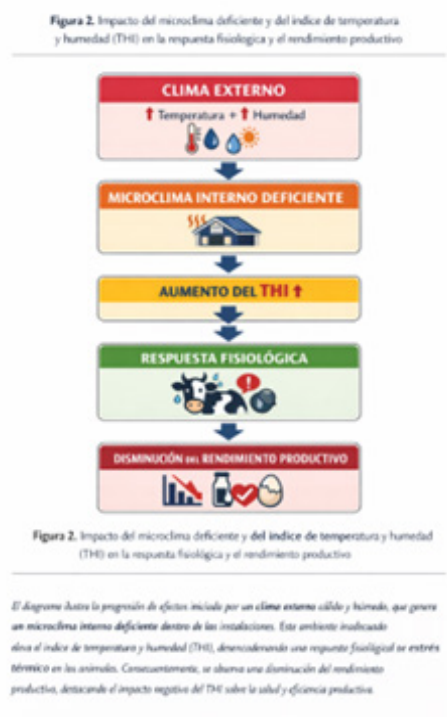 Figura 2. Impacto del microclima deficiente y del índice de temperatura
y humedad (THI) en la respuesta fisiologica y el rendimiento productivo
CLIMA EXTERNO
↑ Temperatura + ↑ Humedad
MICROCLIMA INTERNO DEFICIENTE
AUMENTO DEL THI ↑
RESPUESTA FISIOLÓGICA
DISMINUCIÓN DEL RENDIMIENTO PRODUCTIVO
Figura 2. Impacto del microclima deficiente y del indice de temperatura y humedad
(THI) en la respuesta fisiológica y el rendimiento productivo
El diagrama ilustra la progresión de efectos iniciada por un clima externo cálido y húmedo, que genera
un microclima interno deficiente dentro de las instalaciones. Este ambiente inadecuado
eleva el índice de temperatura y humedad (THI), desencadenando una respuesta fisiológica de estrés
térmico en los animales. Consecuentemente, se observa una disminución del rendimiento
productivo, destacando el impacto negativo del THI sobre la salud y eficiencia productiva.